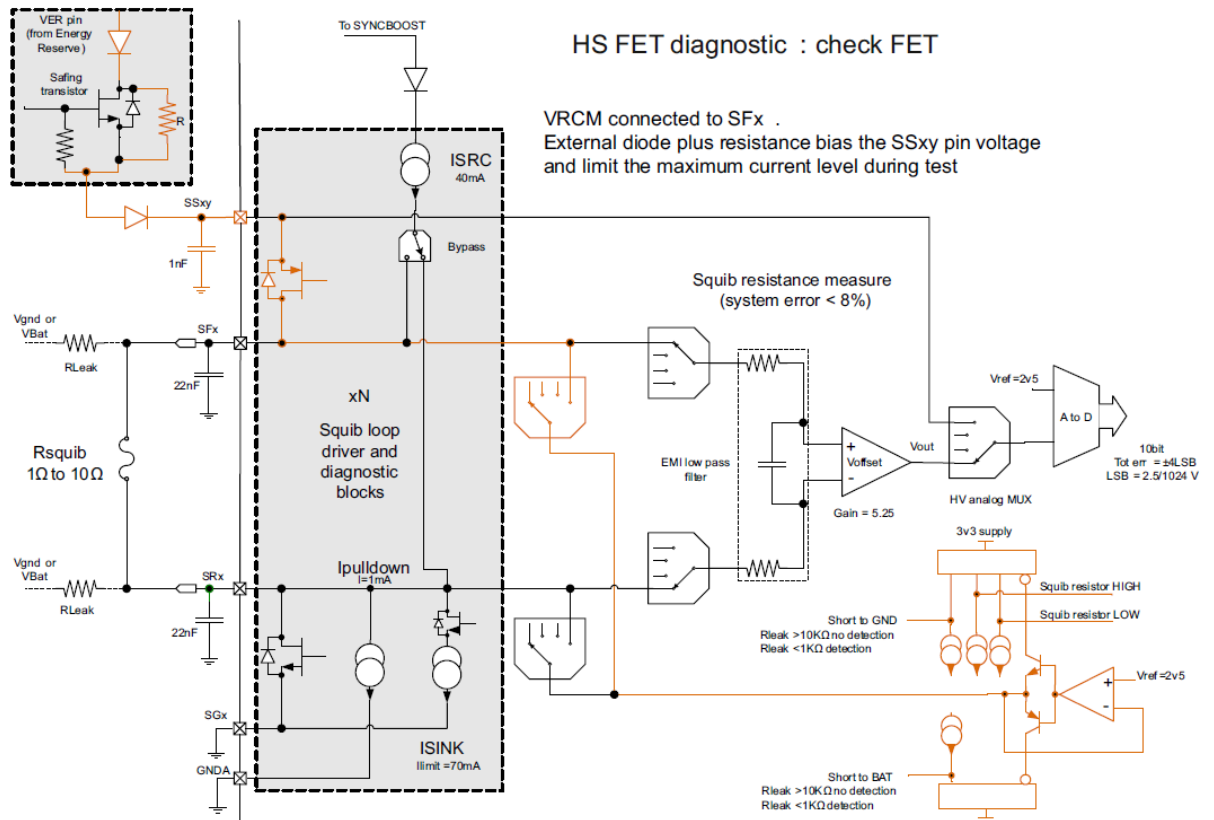 VER pin
(from Energy
Reserve)
Safing
transistor
R
To SYNCBOOST
HS FET diagnostic : check FET
VRCM connected to SFx .
External diode plus resistance bias the SSxy pin voltage
and limit the maximum current level during test
ISRC
40mA
SSxy
Bypass
1nF
Squib resistance measure
(system error < 8%)
Vgnd or
VBat
SFx
RLeak
22nF
xN
Squib loop
driver and
diagnostic
blocks
Rsquib
1Ω to 10Ω
Vref=2v5
A to D
10bit
Tot err = ±4LSB
LSB = 2.5/1024 V
+
Voffset
-
Vout
EMI low pass
filter
Gain = 5.25
HV analog MUX
3v3 supply
Vgnd or
VBat
SRx
RLeak
22nF
Ipulldown
I=1mA
Squib resistor HIGH
Squib resistor LOW
Short to GND
Rleak >10KΩ no detection
Rleak <1KΩ detection
Vref=2v5
+
-
SGx
GNDA
ISINK
Ilimit =70mA
Short to BAT
Rleak >10KΩ no detection
Rleak <1KΩ detection